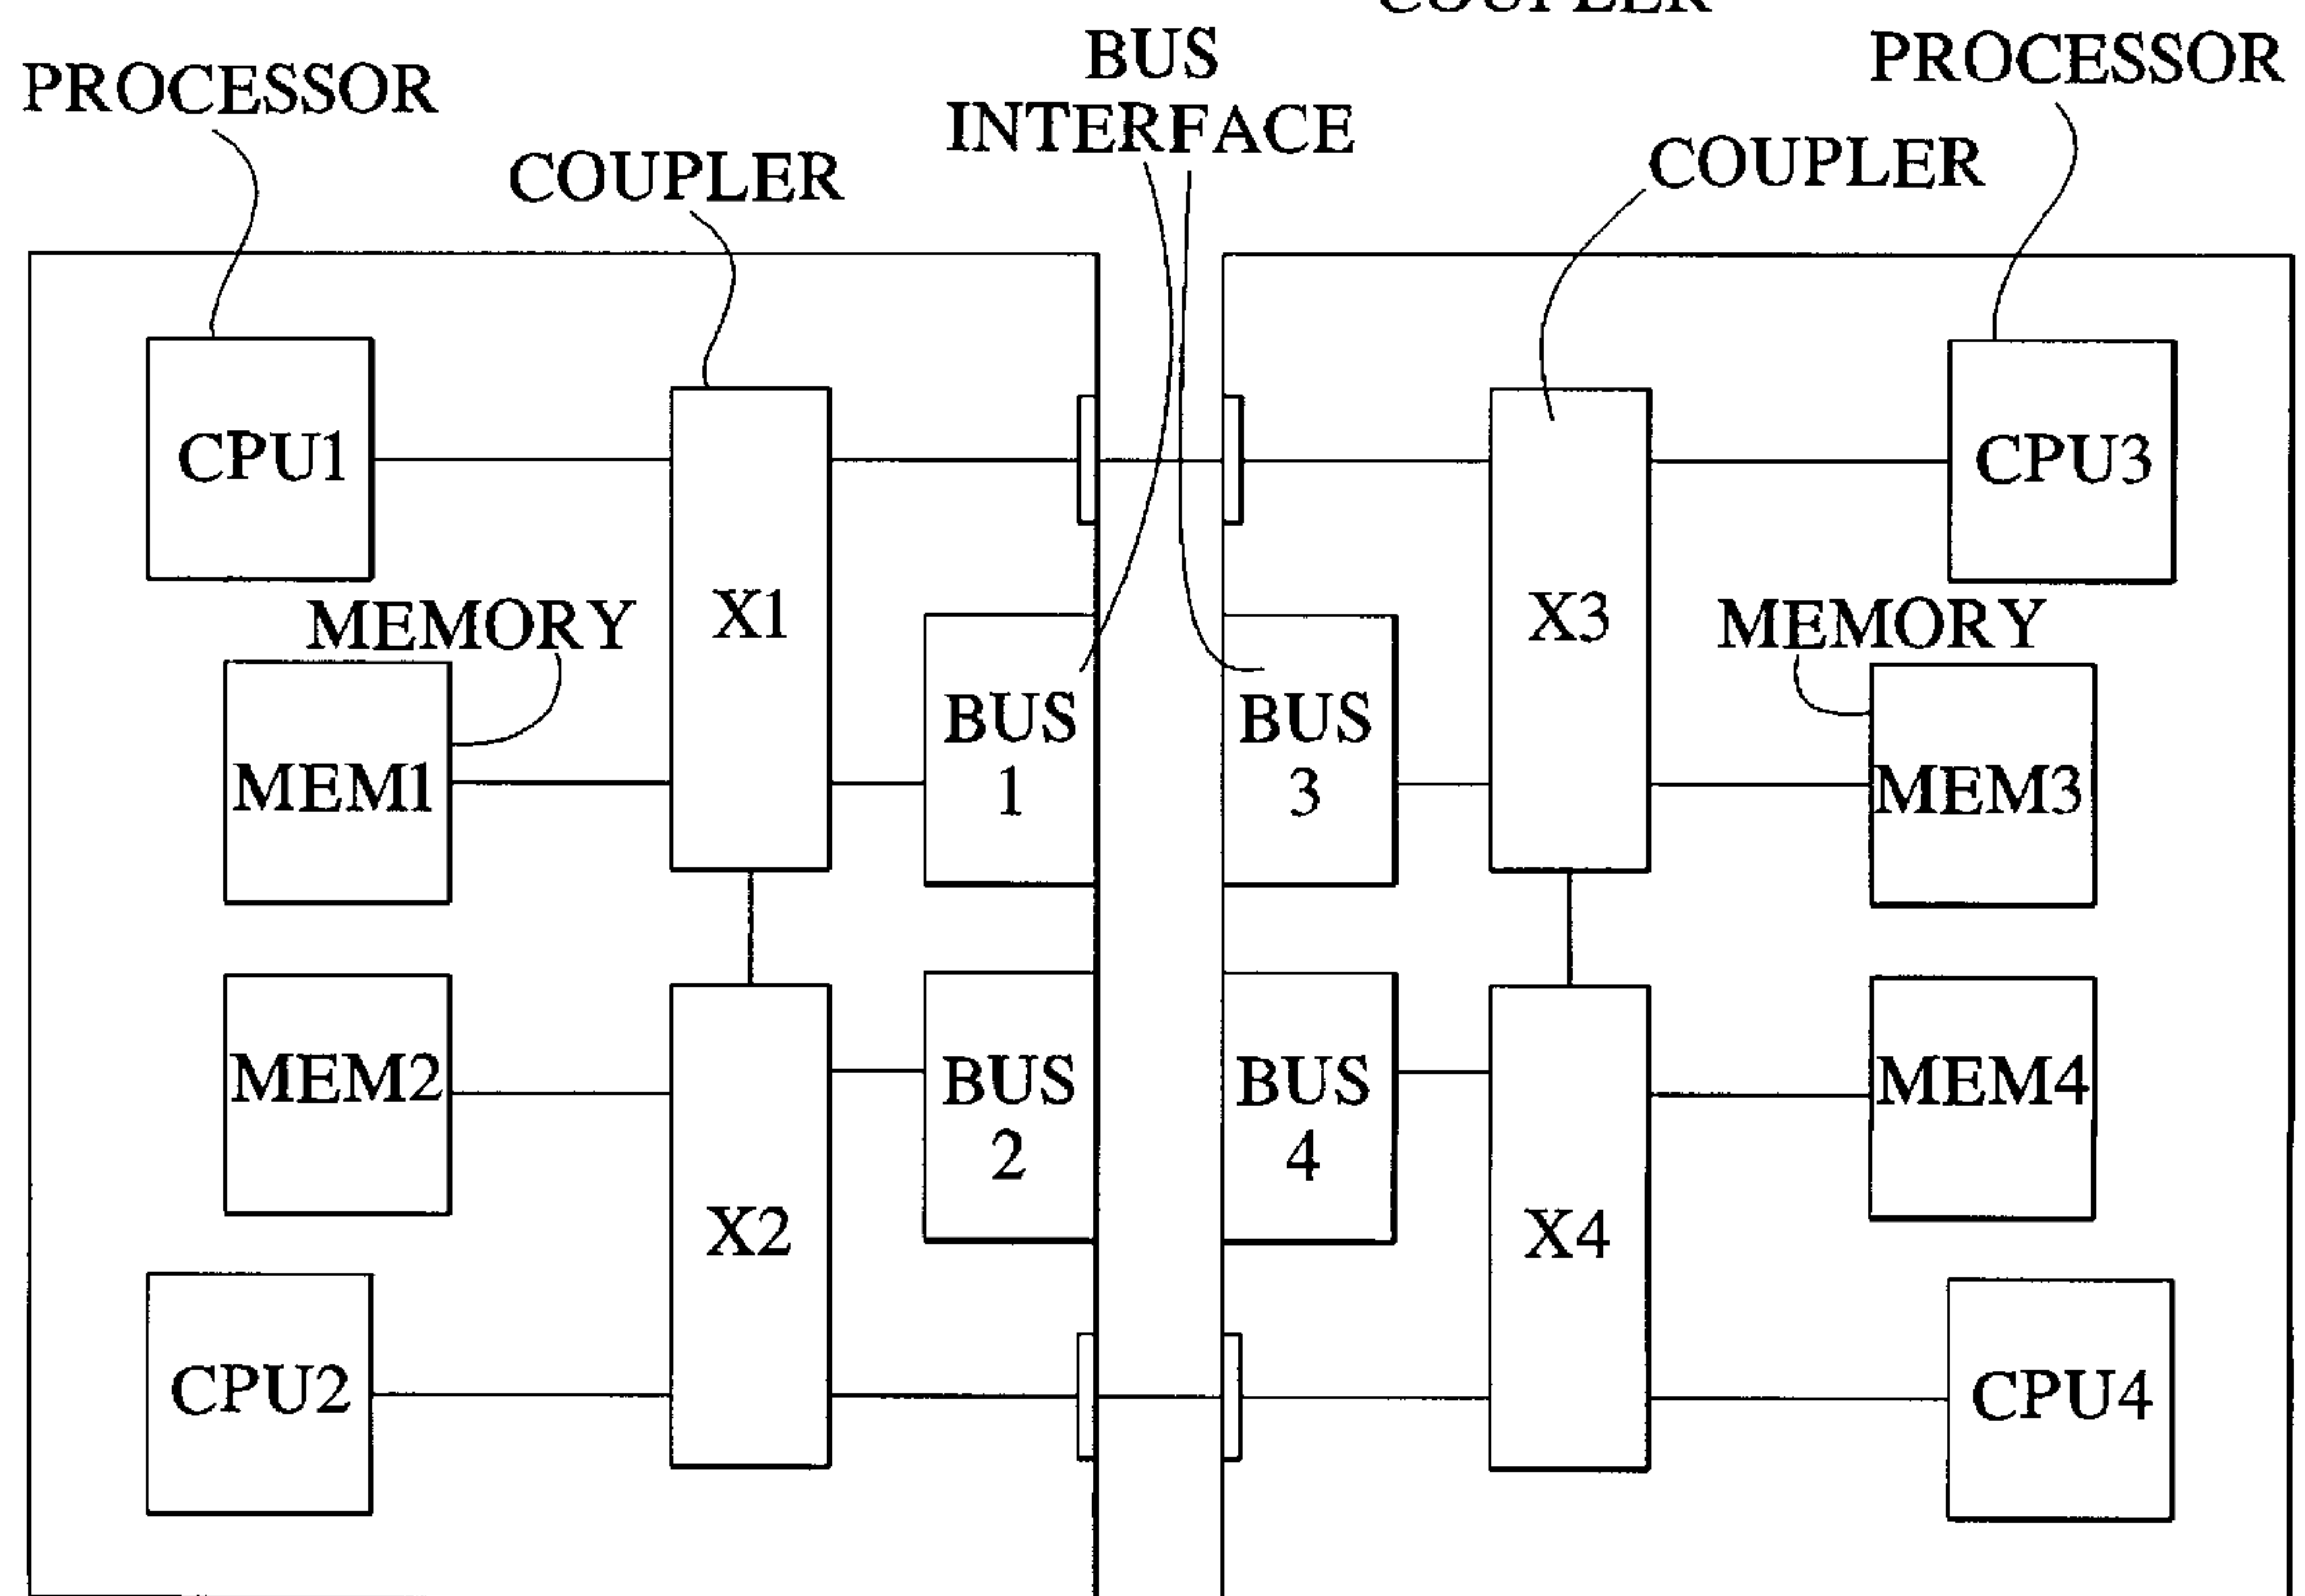 COUPLER
BUS
INTERFACE
PROCESSOR
PROCESSOR
COUPLER
COUPLER
CPU1
CPU3
X1
X3
MEMORY
MEMORY
BUS
1
BUS
3
MEM1
MEM3
MEM2
BUS
2
BUS
4
MEM4
X2
X4
CPU2
CPU4